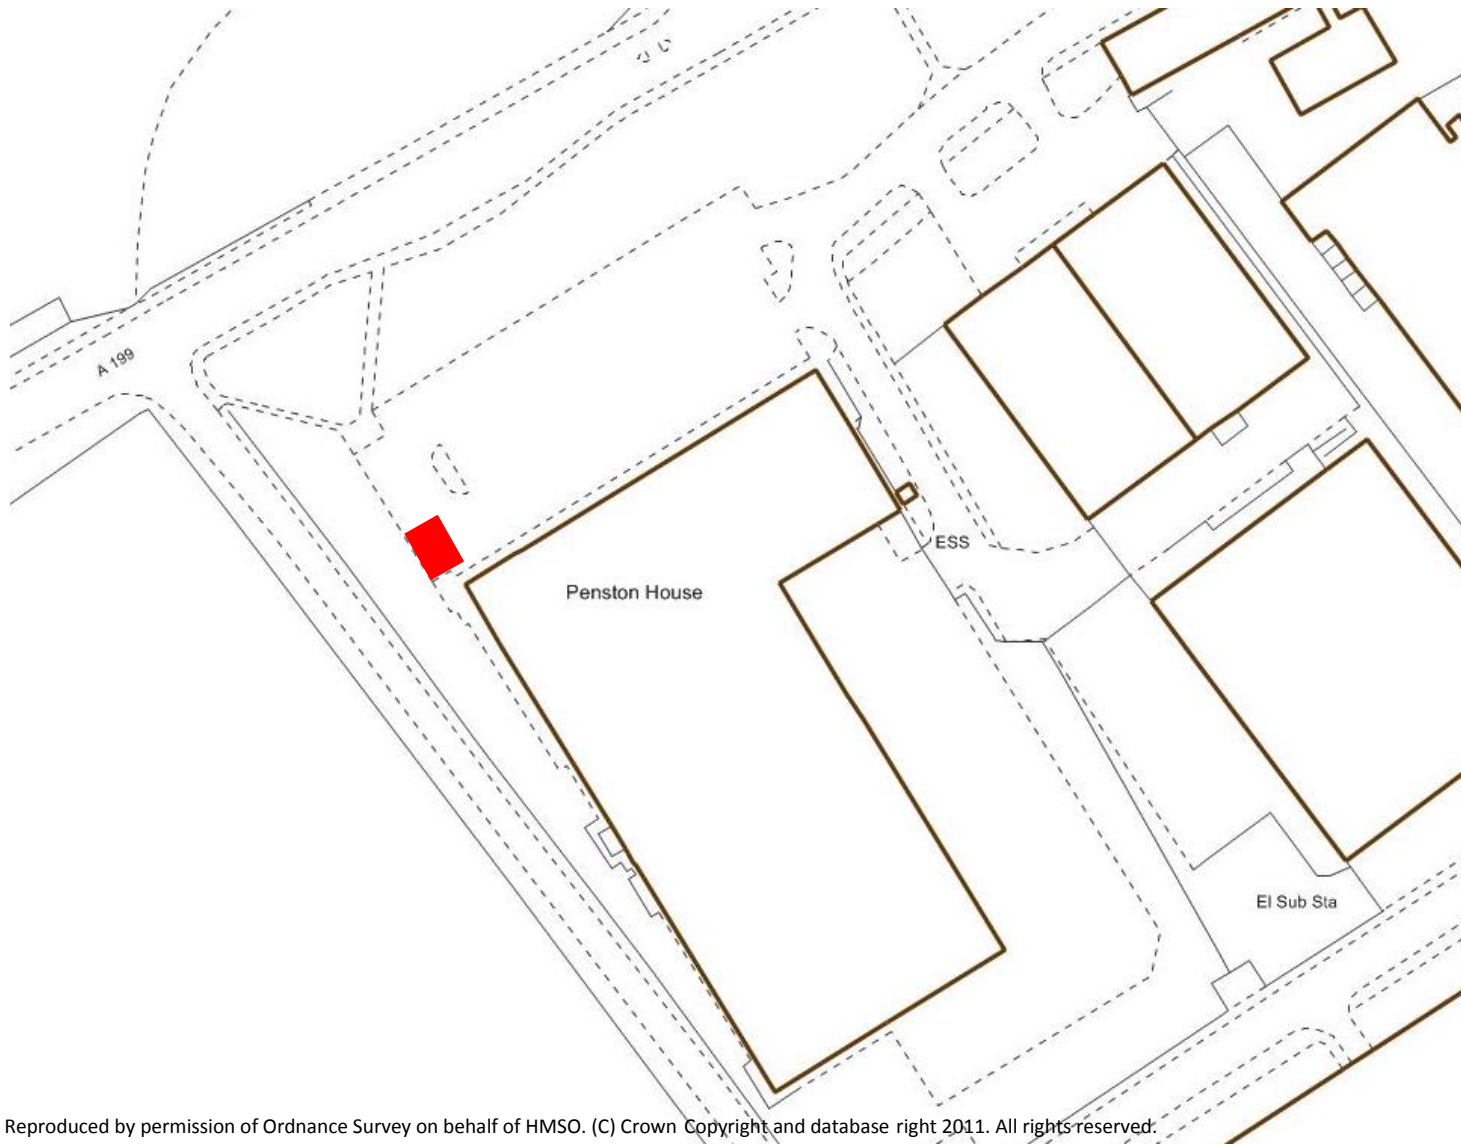 A 199
ESS
Penston House
El Sub Sta
Reproduced by permission of Ordnance Survey on behalf of HMSO. (C) Crown Copyright and database right 2011. All rights reserved.